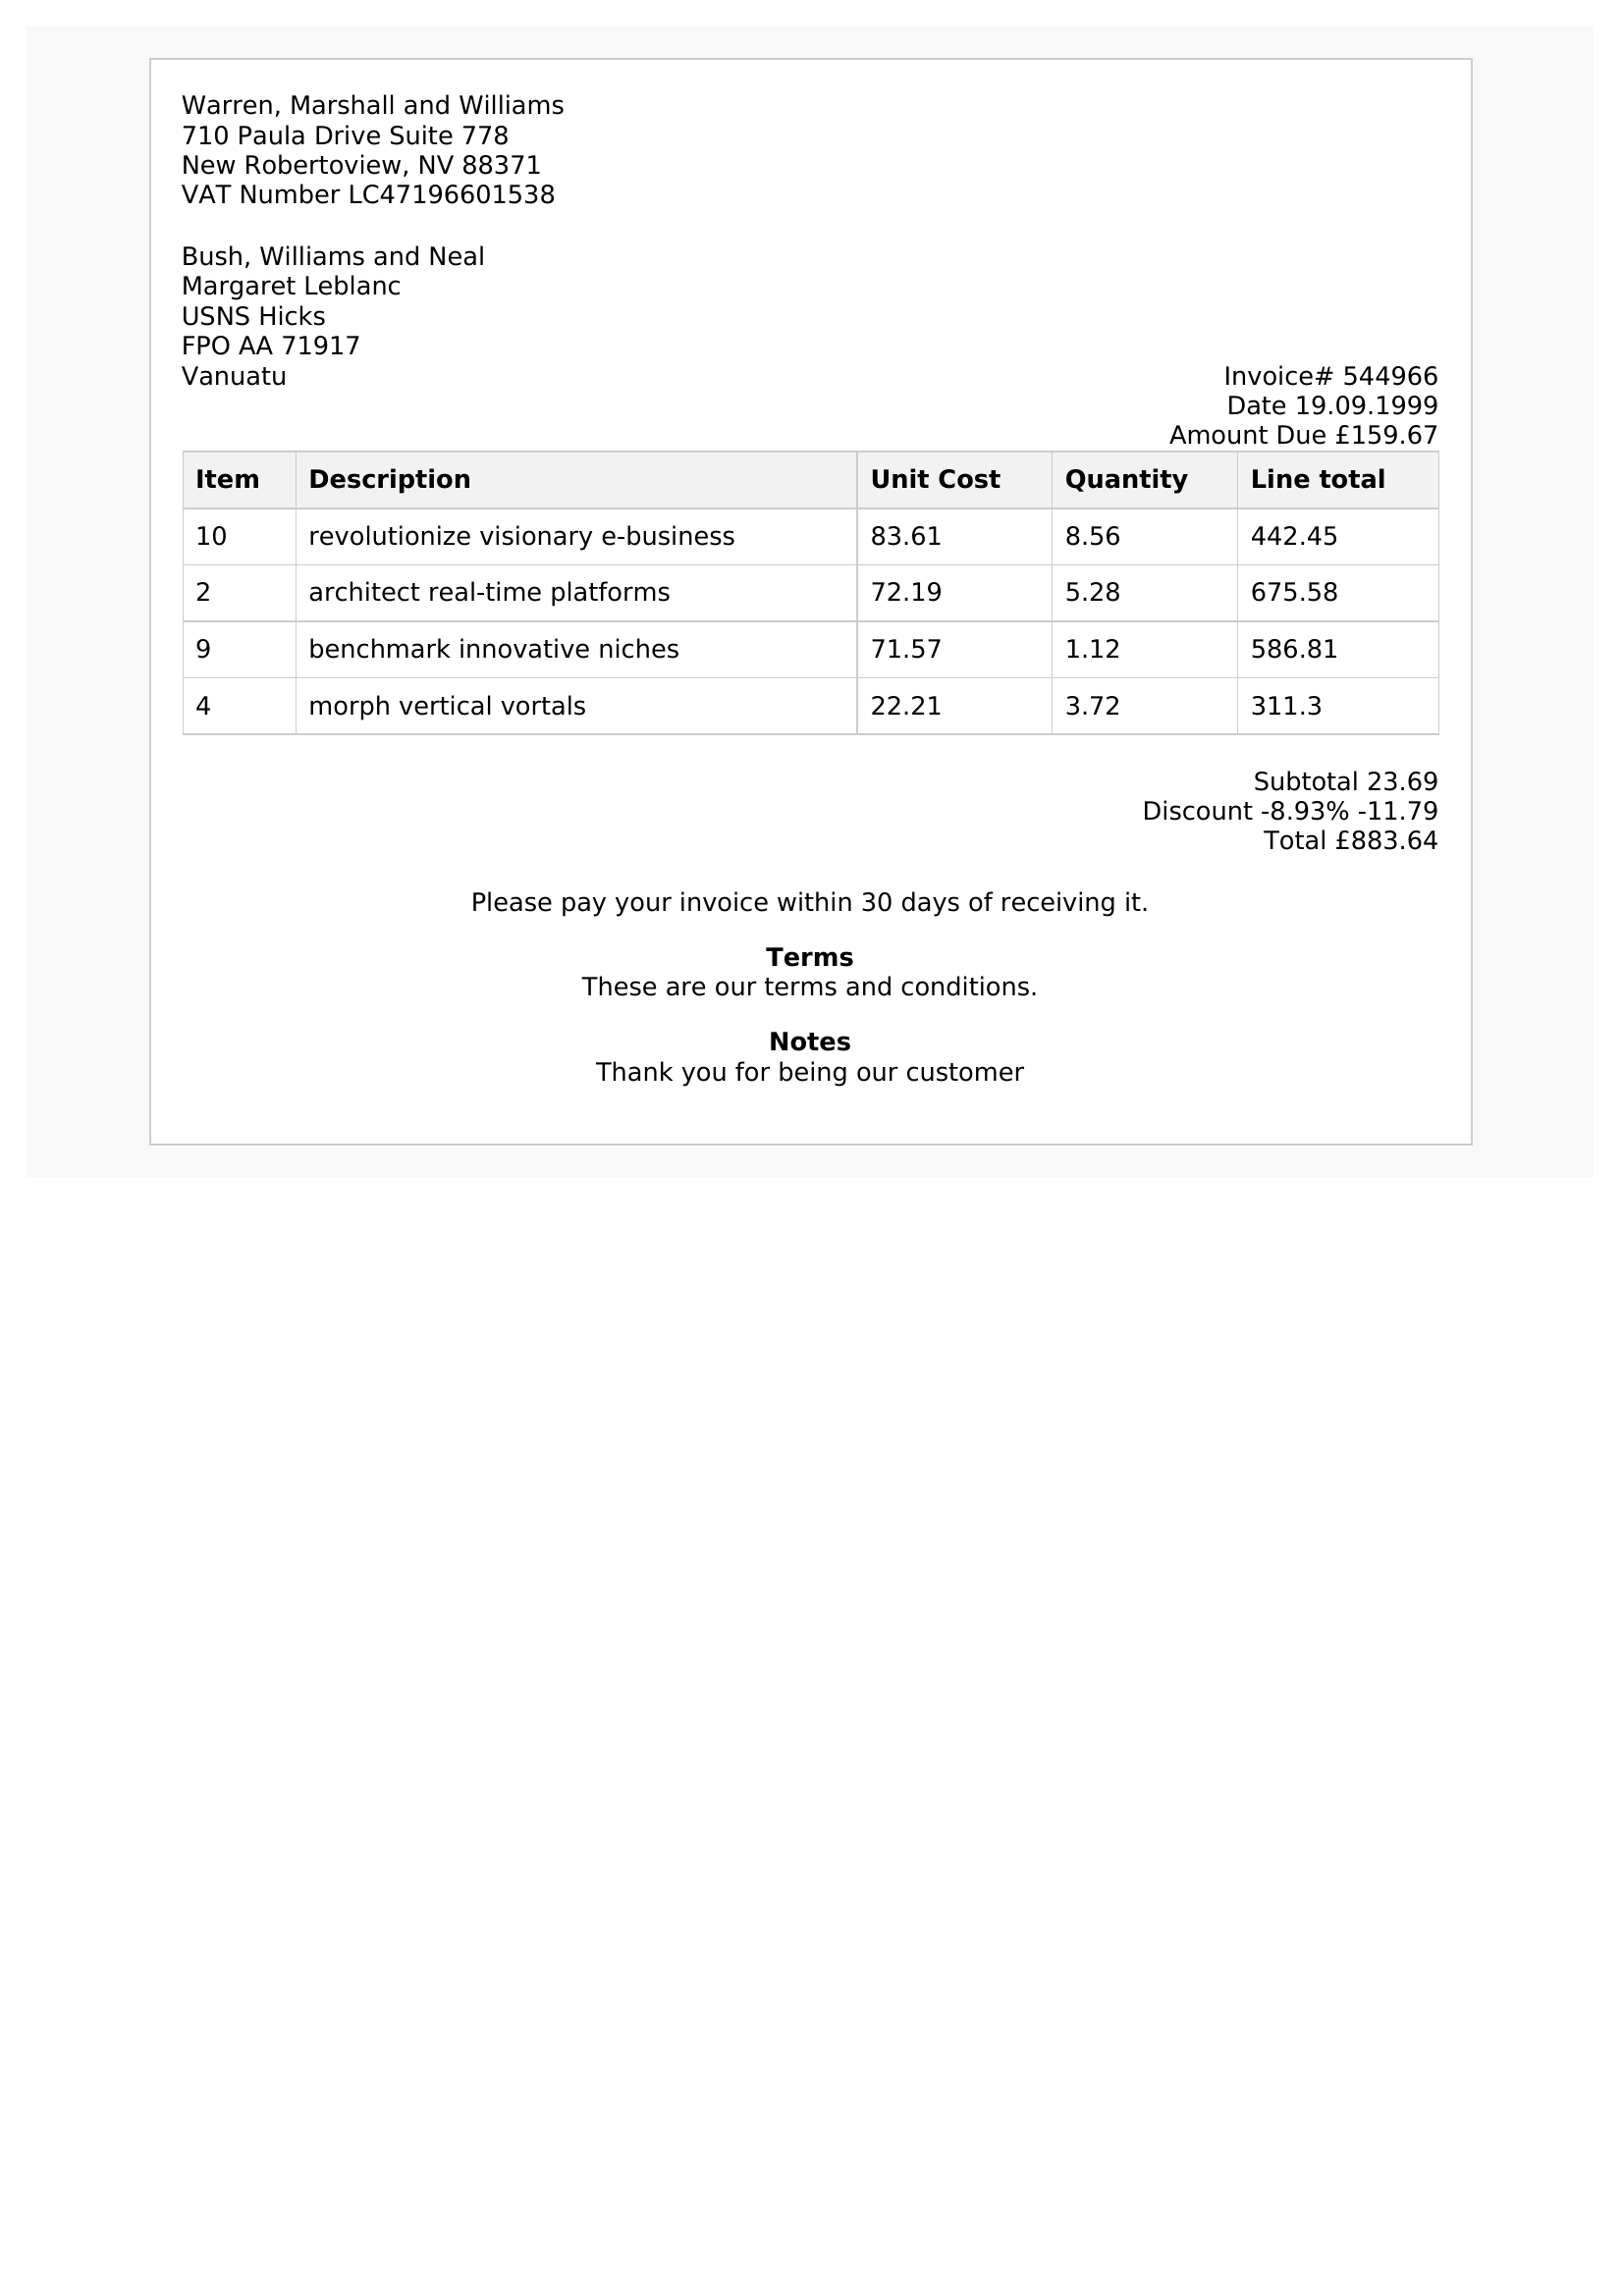 Warren, Marshall and Williams
710 Paula Drive Suite 778
New Robertoview, NV 88371
VAT Number LC47196601538
Bush, Williams and Neal
Margaret Leblanc
USNS Hicks
FPO AA 71917
Vanuatu
Invoice# 544966
Date 19.09.1999
Amount Due £159.67
Item Description Unit Cost Quantity Line total
10 revolutionize visionary e-business 83.61 8.56 442.45
2 architect real-time platforms 72.19 5.28 675.58
9 benchmark innovative niches 71.57 1.12 586.81
4 morph vertical vortals 22.21 3.72 311.3
Subtotal 23.69
Discount -8.93% -11.79
Total £883.64
Please pay your invoice within 30 days of receiving it.
Terms
These are our terms and conditions.
Notes
Thank you for being our customer